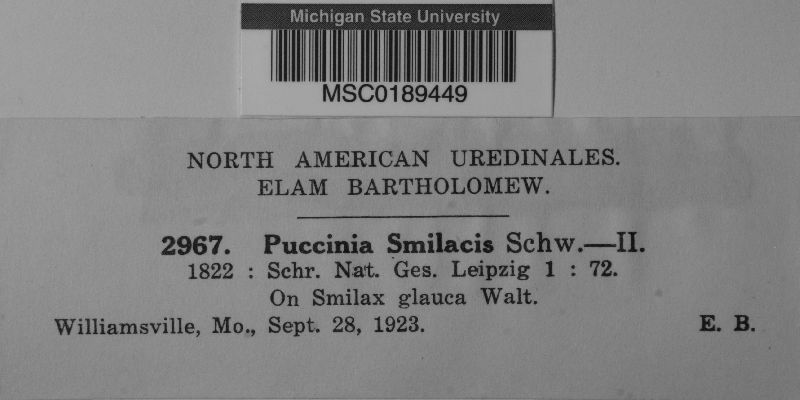 Michigan State University
MSC0189449
NORTH AMERICAN UREDINALES.
ELAM BARTHOLOMEW.
2967. Puccinia Smilacis Schw.—II.
1822 : Schr. Nat. Ges. Leipzig 1 : 72.
On Smilax glauca Walt.
Williamsville, Mo., Sept. 28, 1923. E. B.